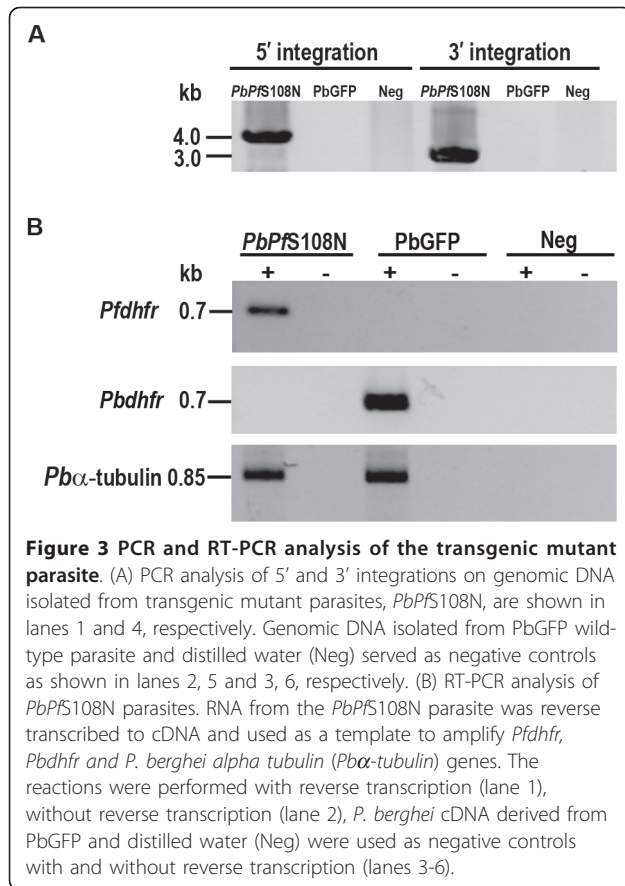 A
5′ integration 3′ integration
kb PbPfS108N PbGFP Neg PbPfS108N PbGFP Neg
4.0
3.0
B
PbPfS108N PbGFP Neg
kb + - + - + -
Pfdhfr 0.7
Pbdhfr 0.7
Pbα-tubulin 0.85
Figure 3 PCR and RT-PCR analysis of the transgenic mutant
parasite. (A) PCR analysis of 5′ and 3′ integrations on genomic DNA
isolated from transgenic mutant parasites, PbPfS108N, are shown in
lanes 1 and 4, respectively. Genomic DNA isolated from PbGFP wild-
type parasite and distilled water (Neg) served as negative controls
as shown in lanes 2, 5 and 3, 6, respectively. (B) RT-PCR analysis of
PbPfS108N parasites. RNA from the PbPfS108N parasite was reverse
transcribed to cDNA and used as a template to amplify Pfdhfr,
Pbdhfr and P. berghei alpha tubulin (Pbα-tubulin) genes. The
reactions were performed with reverse transcription (lane 1),
without reverse transcription (lane 2), P. berghei cDNA derived from
PbGFP and distilled water (Neg) were used as negative controls
with and without reverse transcription (lanes 3-6).